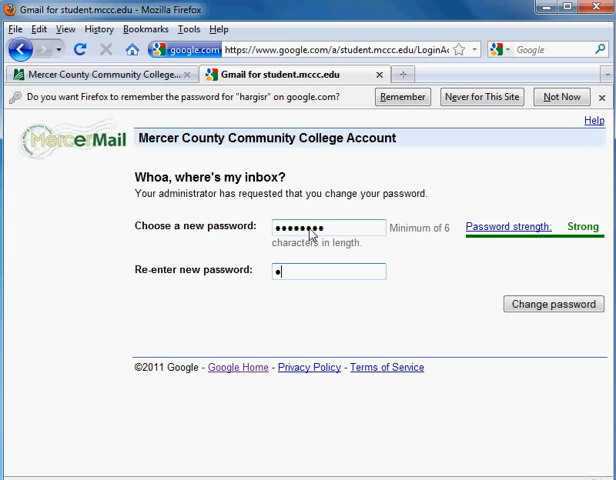 Gmail for student.mccc.edu - Mozilla Firefox
File Edit View History Bookmarks Tools Help
google.com https://www.google.com/a/student.mccc.edu/LoginAc Google
Mercer County Community College... Gmail for student.mccc.edu
Do you want Firefox to remember the password for "hargisr" on google.com? Remember Never for This Site Not Now
Help
MercerMail Mercer County Community College Account
Whoa, where's my inbox?
Your administrator has requested that you change your password.
Choose a new password: •••••••• Minimum of 6 Password strength: Strong
characters in length.
Re-enter new password: •
Change password
©2011 Google - Google Home - Privacy Policy - Terms of Service